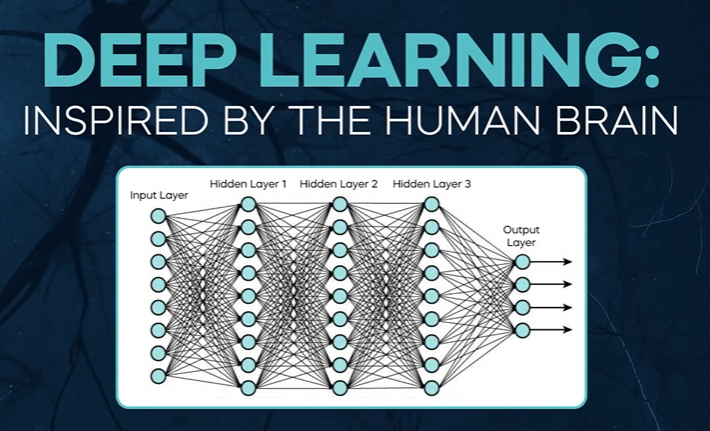 DEEP LEARNING:
INSPIRED BY THE HUMAN BRAIN
Input Layer
Hidden Layer 1
Hidden Layer 2
Hidden Layer 3
Output
Layer